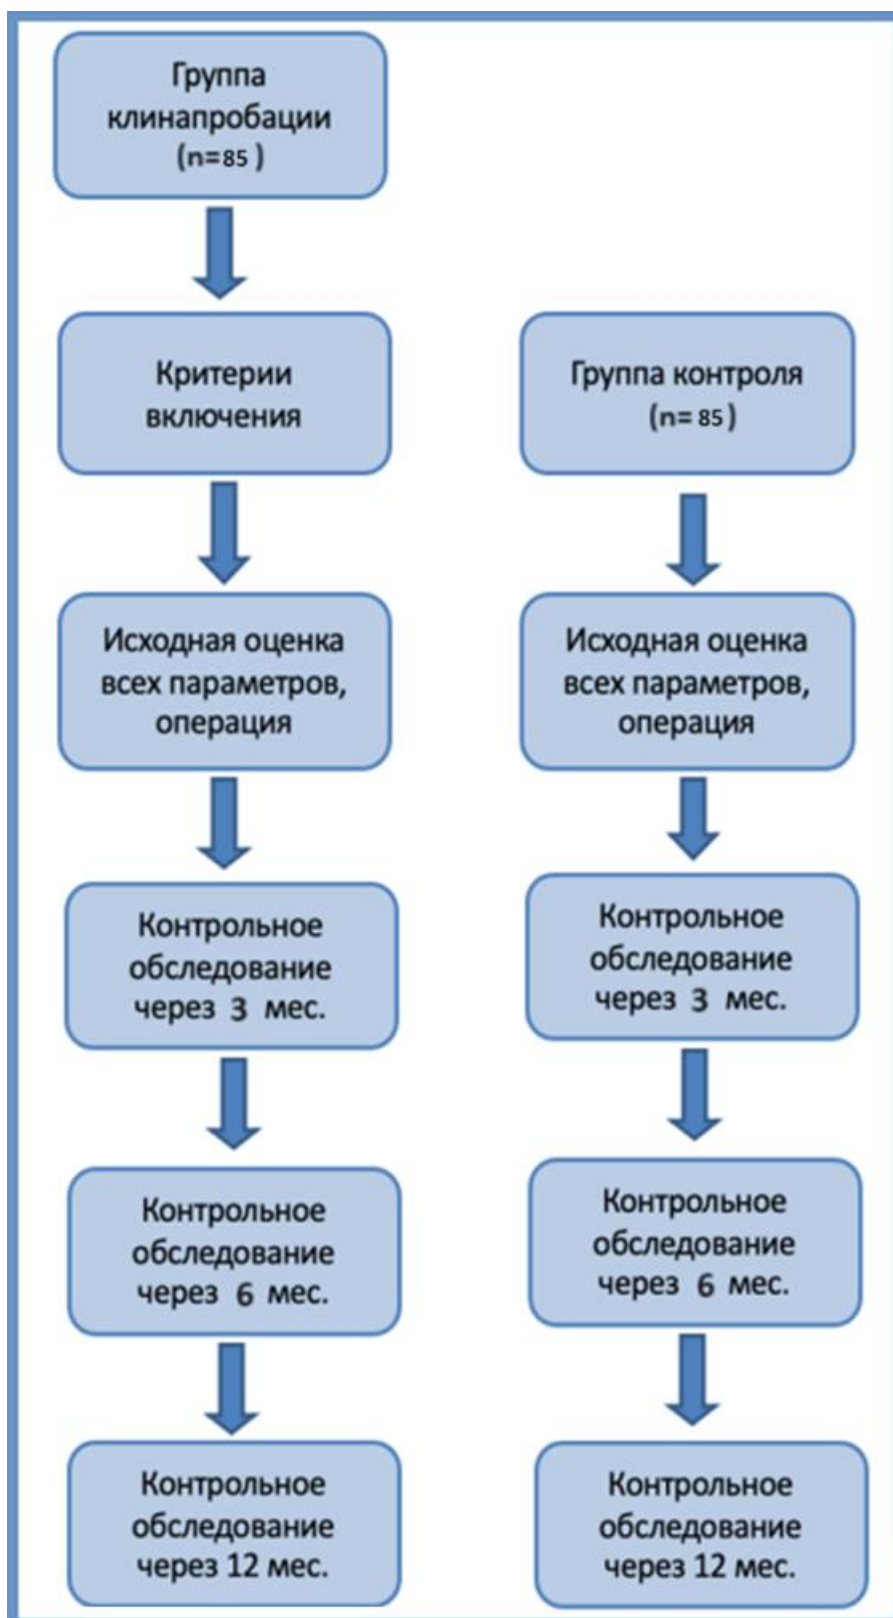 Группа
клинапробации
(n=85 )
Критерии
включения
Исходная оценка
всех параметров,
операция
Контрольное
обследование
через 3 мес.
Контрольное
обследование
через 6 мес.
Контрольное
обследование
через 12 мес.
Группа контроля
(n= 85 )
Исходная оценка
всех параметров,
операция
Контрольное
обследование
через 3 мес.
Контрольное
обследование
через 6 мес.
Контрольное
обследование
через 12 мес.